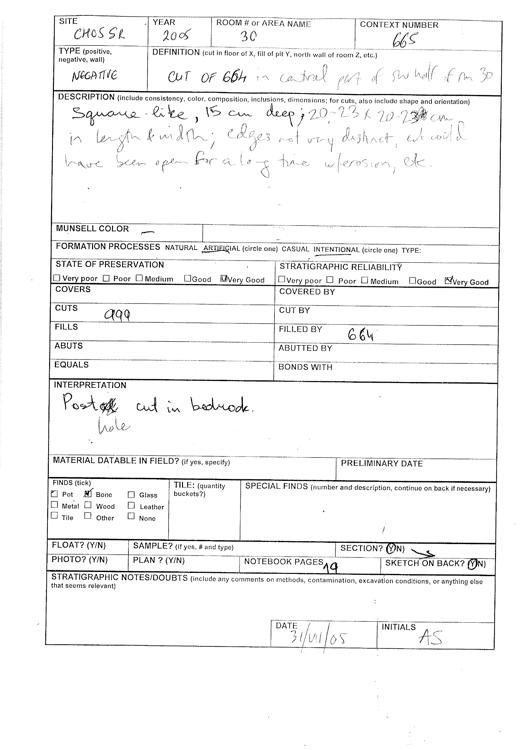 SITE YEAR ROOM # or AREA NAME CONTEXT NUMBER
CHO5SR 2005 30 665
TYPE (positive, negative, wall) DEFINITION (cut in floor of X, fill of pit Y, north wall of room Z, etc.)
NEGATIVE CUT OF 664 in central part of SW half of rm 30
DESCRIPTION (include consistency, color, composition, inclusions, dimensions; for cuts, also include shape and orientation)
Square-like, 15 cm deep; 20-23 x 20-23 cm
in length & width; edges not very distinct, cut could
have been open for a long time w/erosion, etc.
MUNSELL COLOR —
FORMATION PROCESSES NATURAL ARTIFICIAL (circle one) CASUAL INTENTIONAL (circle one) TYPE:
STATE OF PRESERVATION STRATIGRAPHIC RELIABILITY
Very poor Poor Medium Good Very Good Very poor Poor Medium Good Very Good
COVERS COVERED BY
CUTS 999 CUT BY
FILLS FILLED BY 664
ABUTS ABUTTED BY
EQUALS BONDS WITH
INTERPRETATION
Post cut in bedrock.
hole
MATERIAL DATABLE IN FIELD? (if yes, specify) PRELIMINARY DATE
FINDS (tick) TILE: (quantity buckets?) SPECIAL FINDS (number and description, continue on back if necessary)
Pot Bone Glass
Metal Wood Leather
Tile Other None
FLOAT? (Y/N) SAMPLE? (if yes, # and type) SECTION? (Y/N)
PHOTO? (Y/N) PLAN ? (Y/N) NOTEBOOK PAGES 19 SKETCH ON BACK? (Y/N)
STRATIGRAPHIC NOTES/DOUBTS (include any comments on methods, contamination, excavation conditions, or anything else
that seems relevant)
DATE INITIALS
31/VII/05 AS